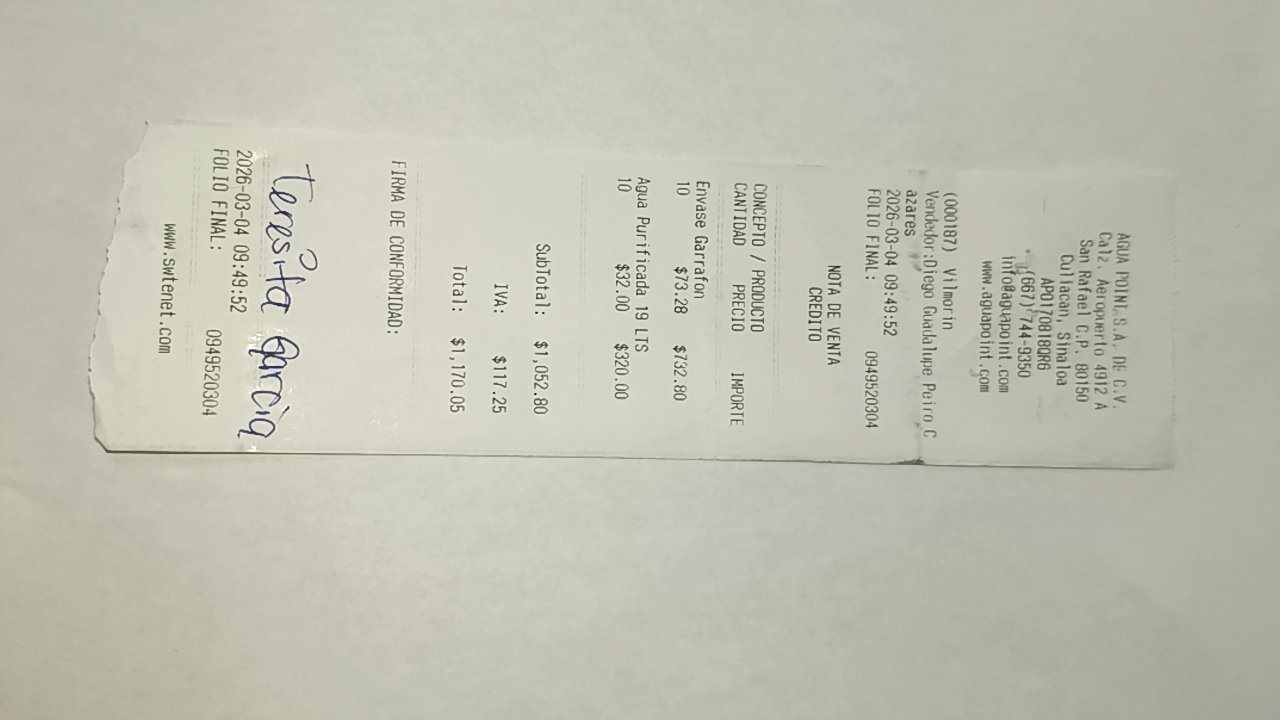 AGUA POINT, S.A. DE C.V.
Calz. Aeropuerto 4912 A
San Rafael C.P. 80150
Culiacan, Sinaloa
APO170818QR6
(667) 744-9350
info@aguapoint.com
www.aguapoint.com
(000187) Vilmorin
Vendedor:Diego Guadalupe Peiro C
azares
2026-03-04 09:49:52
FOLIO FINAL: 0949520304
NOTA DE VENTA
CREDITO
CONCEPTO / PRODUCTO
CANTIDAD PRECIO IMPORTE
Envase Garrafon
10 $73.28 $732.80
Agua Purificada 19 LTS
10 $32.00 $320.00
SubTotal: $1,052.80
IVA: $117.25
Total: $1,170.05
FIRMA DE CONFORMIDAD:
Teresita Garcia
2026-03-04 09:49:52
FOLIO FINAL: 0949520304
www.swfenet.com